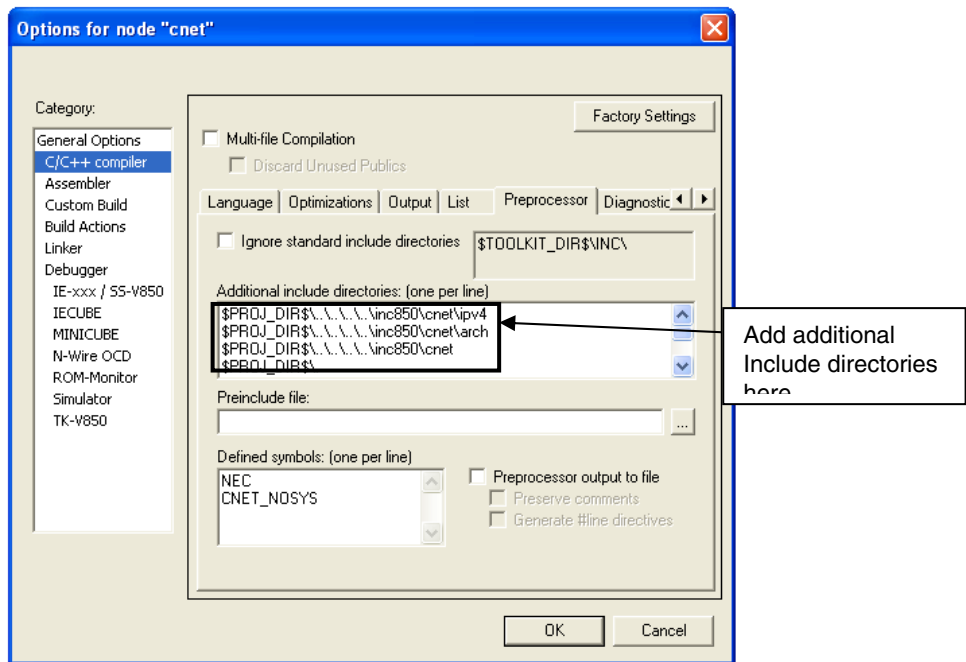 Options for node "cnet"
Category:
General Options
C/C++ compiler
Assembler
Custom Build
Build Actions
Linker
Debugger
IE-xxx / SS-V850
IECUBE
MINICUBE
N-Wire OCD
ROM-Monitor
Simulator
TK-V850
Factory Settings
Multi-file Compilation
Discard Unused Publics
Language Optimizations Output List Preprocessor Diagnostic
Ignore standard include directories $TOOLKIT_DIR$\INC\
Additional include directories: (one per line)
$PROJ_DIR$\..\..\..\..\inc850\cnet\ipv4
$PROJ_DIR$\..\..\..\..\inc850\cnet\arch
$PROJ_DIR$\..\..\..\..\inc850\cnet
$PROJ_DIR$\
Add additional
Include directories
here
Preinclude file:
...
Defined symbols: (one per line)
NEC
CNET_NOSYS
Preprocessor output to file
Preserve comments
Generate #line directives
OK Cancel